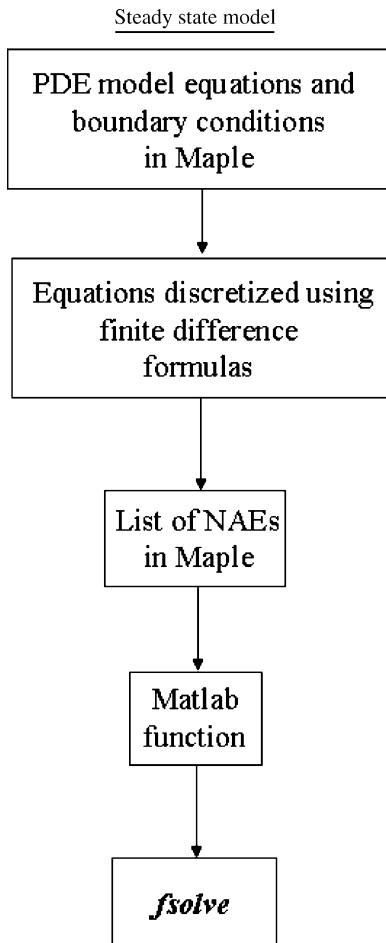 Steady state model
PDE model equations and
boundary conditions
in Maple
Equations discretized using
finite difference
formulas
List of NAEs
in Maple
Matlab
function
fsolve